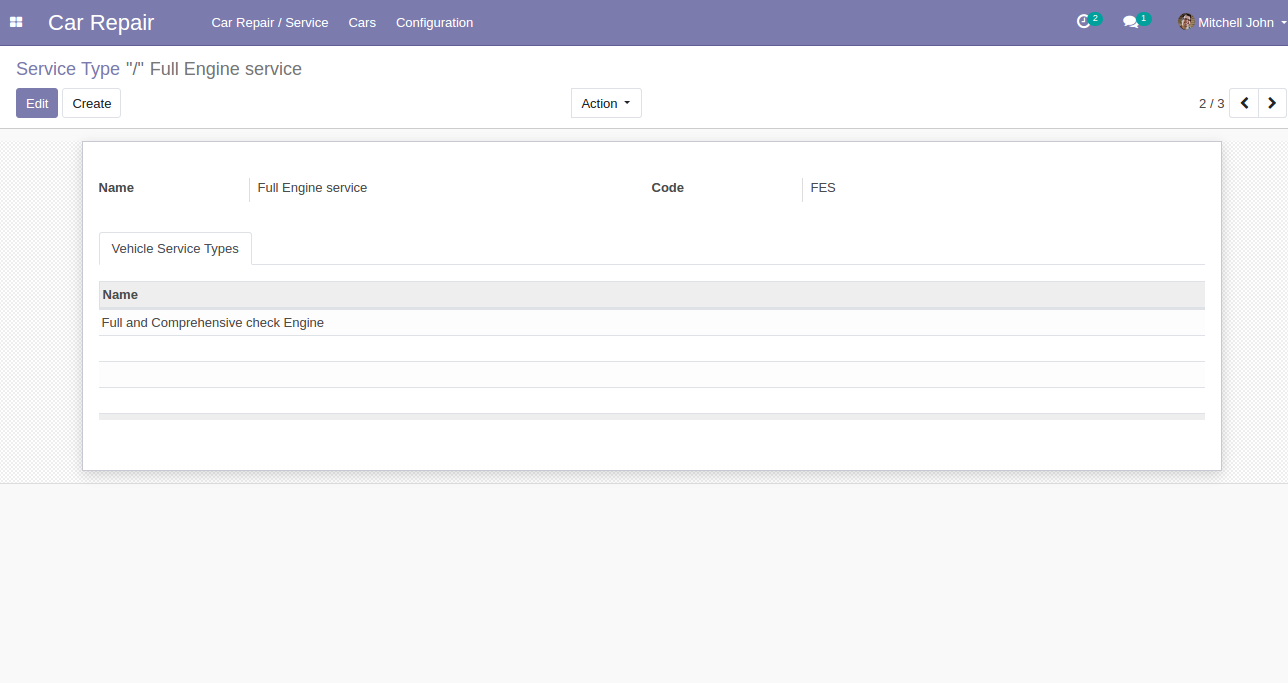 Car Repair Car Repair / Service Cars Configuration 2 1 Mitchell John
Service Type "/" Full Engine service
Edit Create Action 2 / 3
Name Full Engine service Code FES
Vehicle Service Types
Name
Full and Comprehensive check Engine